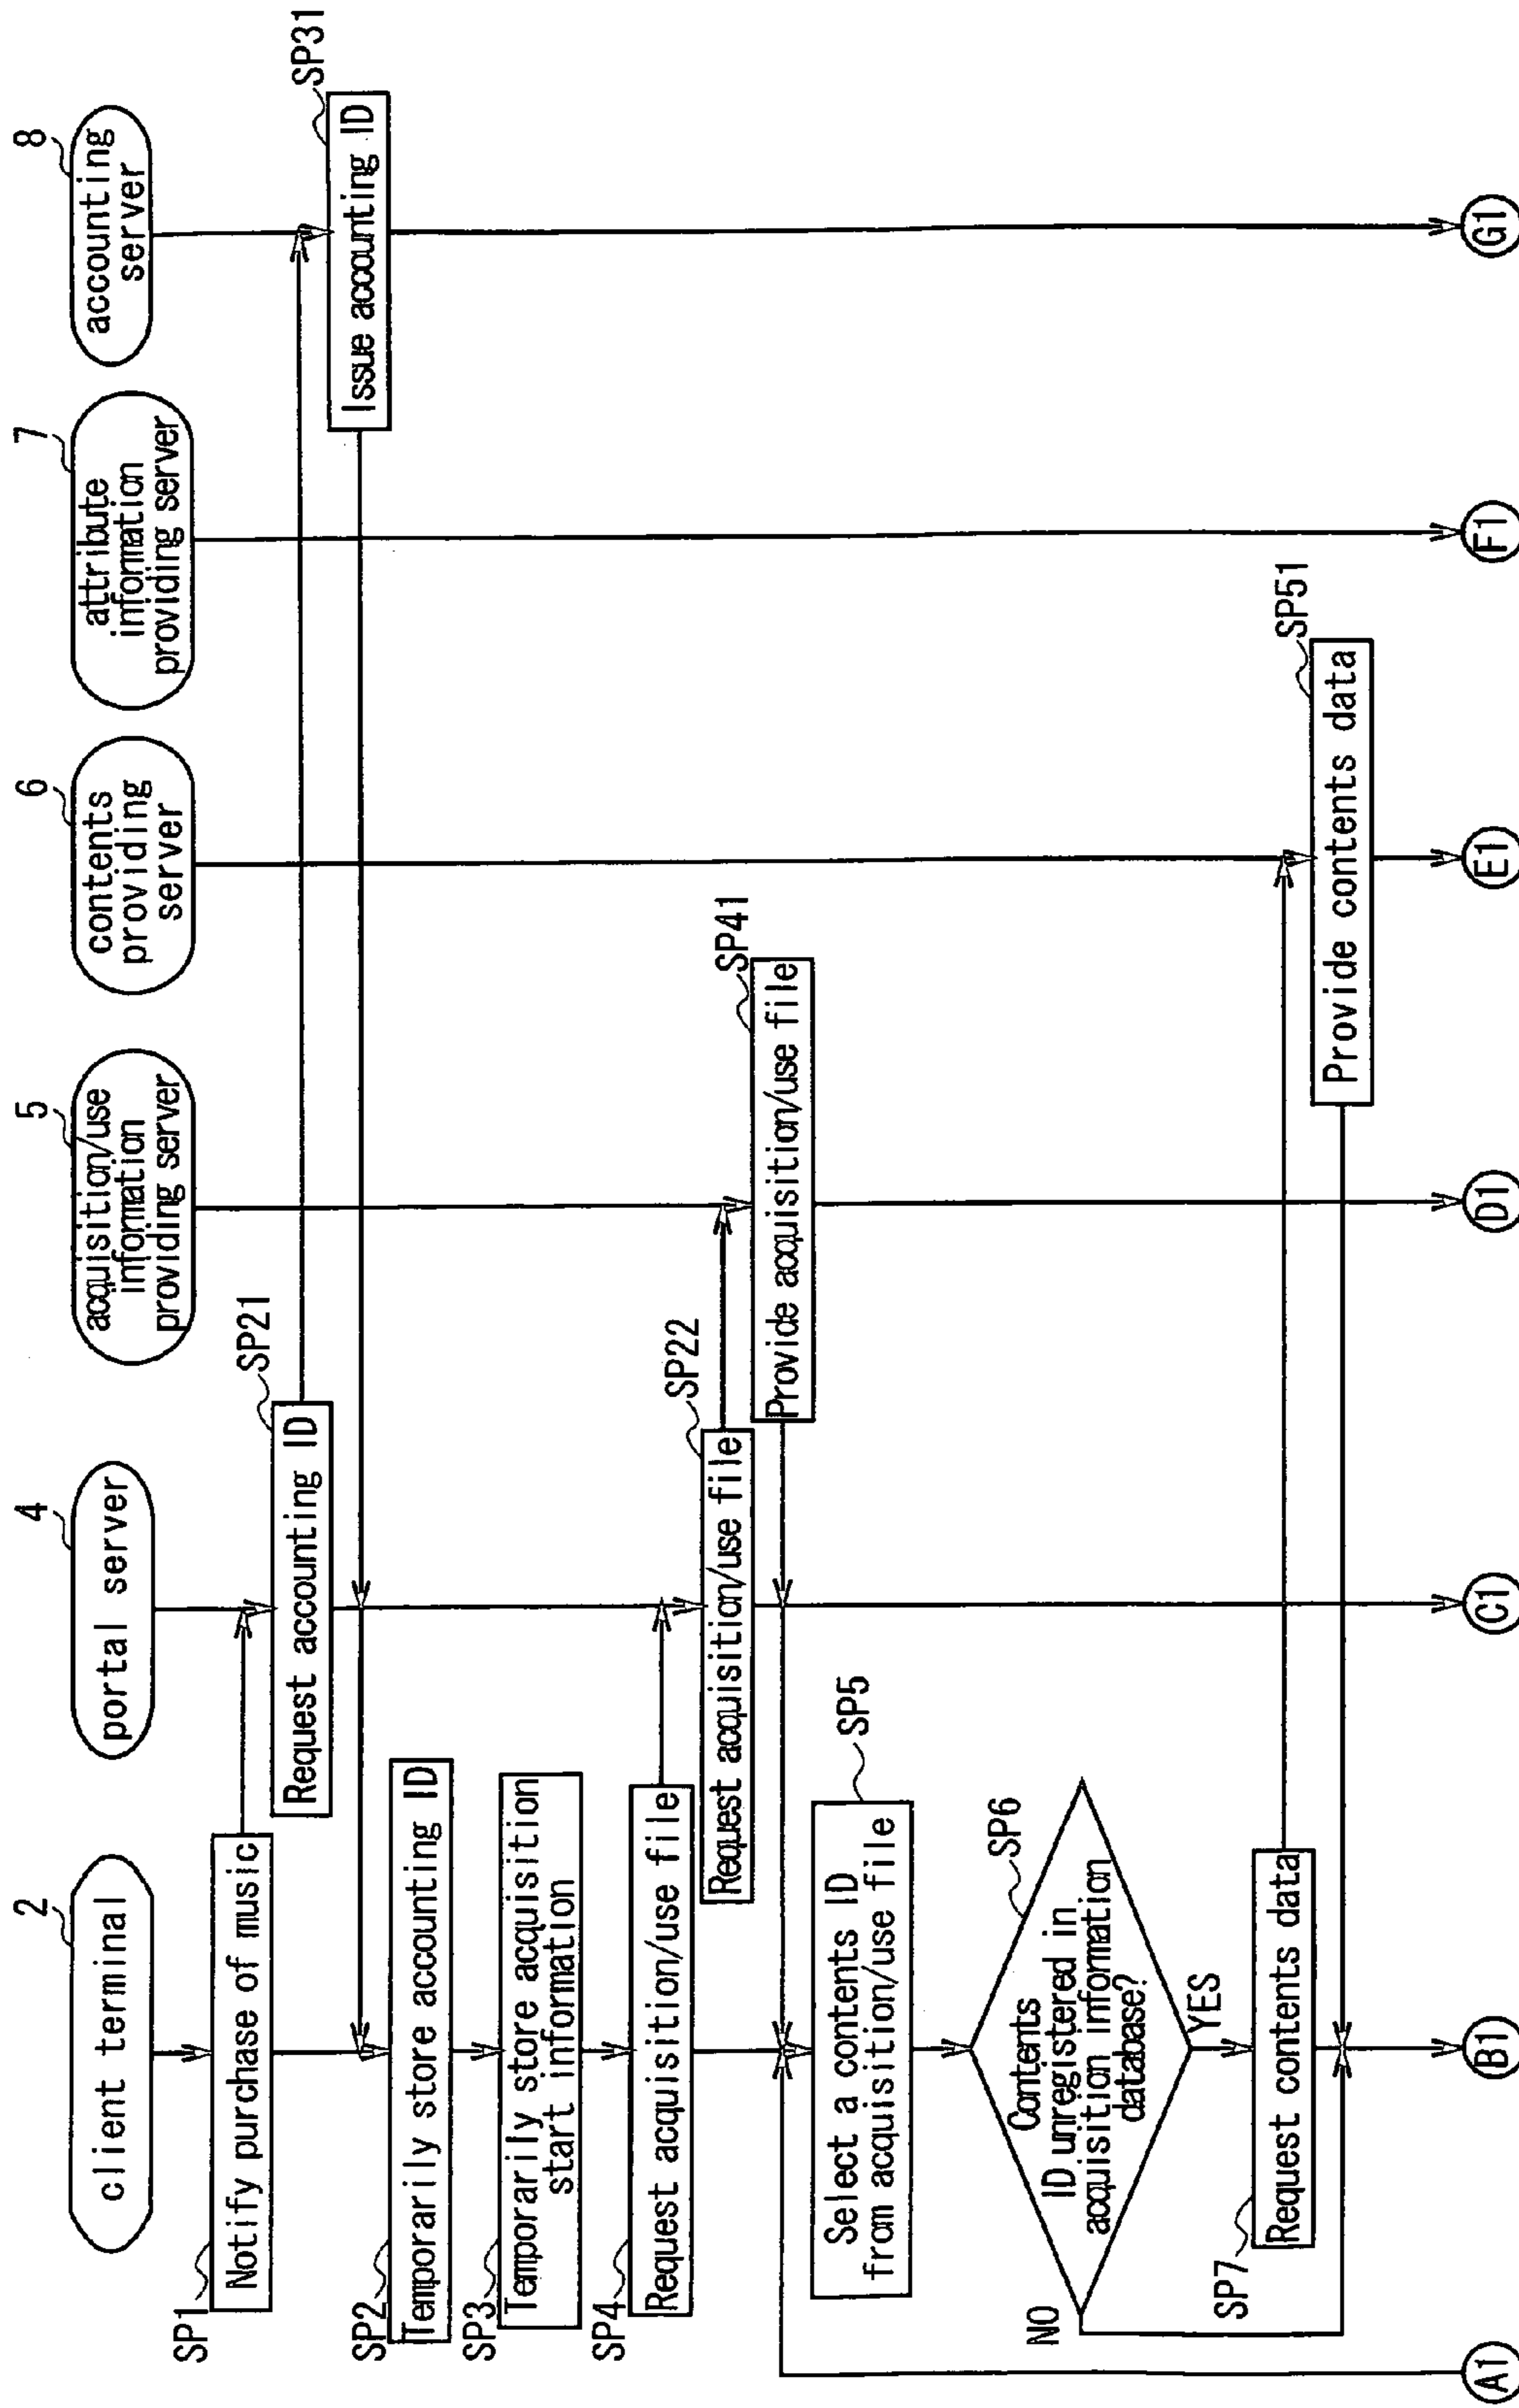 2
client terminal
4
portal server
5
acquisition/use
information
providing server
6
contents
providing
server
7
attribute
information
providing server
8
accounting
server
SP1
Notify purchase of music
SP21
Request accounting ID
SP31
Issue accounting ID
SP2
Temporarily store accounting ID
SP3
Temporarily store acquisition
start information
SP4
Request acquisition/use file
SP22
Request acquisition/use file
SP41
Provide acquisition/use file
SP5
Select a contents ID
from acquisition/use file
SP6
Contents
ID unregistered in
acquisition information
database?
NO
YES
SP7
Request contents data
SP51
Provide contents data
A1
B1
C1
D1
E1
F1
G1